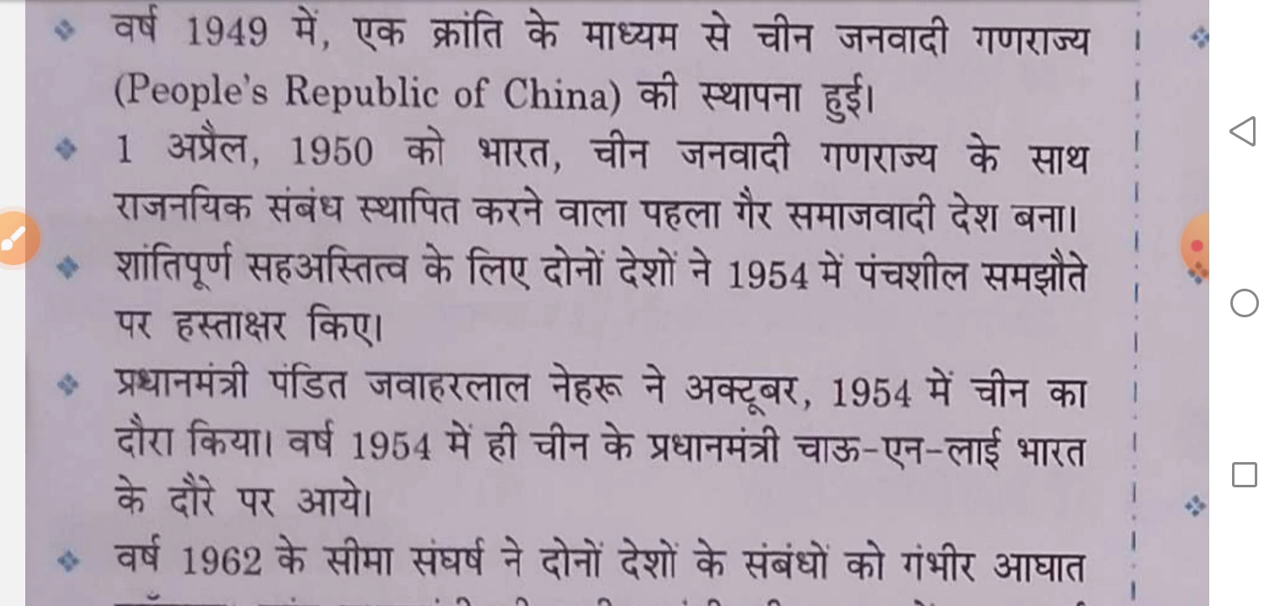 वर्ष 1949 में, एक क्रांति के माध्यम से चीन जनवादी गणराज्य
(People's Republic of China) की स्थापना हुई।
1 अप्रैल, 1950 को भारत, चीन जनवादी गणराज्य के साथ
राजनयिक संबंध स्थापित करने वाला पहला गैर समाजवादी देश बना।
शांतिपूर्ण सहअस्तित्व के लिए दोनों देशों ने 1954 में पंचशील समझौते
पर हस्ताक्षर किए।
प्रधानमंत्री पंडित जवाहरलाल नेहरू ने अक्टूबर, 1954 में चीन का
दौरा किया। वर्ष 1954 में ही चीन के प्रधानमंत्री चाऊ-एन-लाई भारत
के दौरे पर आये।
वर्ष 1962 के सीमा संघर्ष ने दोनों देशों के संबंधों को गंभीर आघात